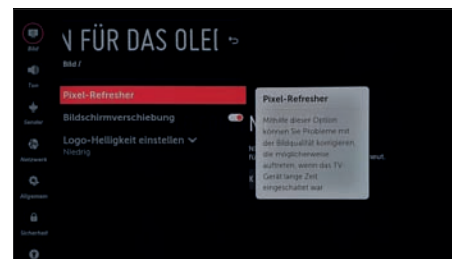 N FÜR DAS OLE[
Bild /
Bild
Ton
Sender
Netzwerk
Allgemein
Sicherheit
Pixel-Refresher
Bildschirmverschiebung
Logo-Helligkeit einstellen
Niedrig
Pixel-Refresher
Mithilfe dieser Option
können Sie Probleme mit
der Bildqualität korrigieren,
die möglicherweise
auftreten, wenn das TV-
Gerät lange Zeit
eingeschaltet war.